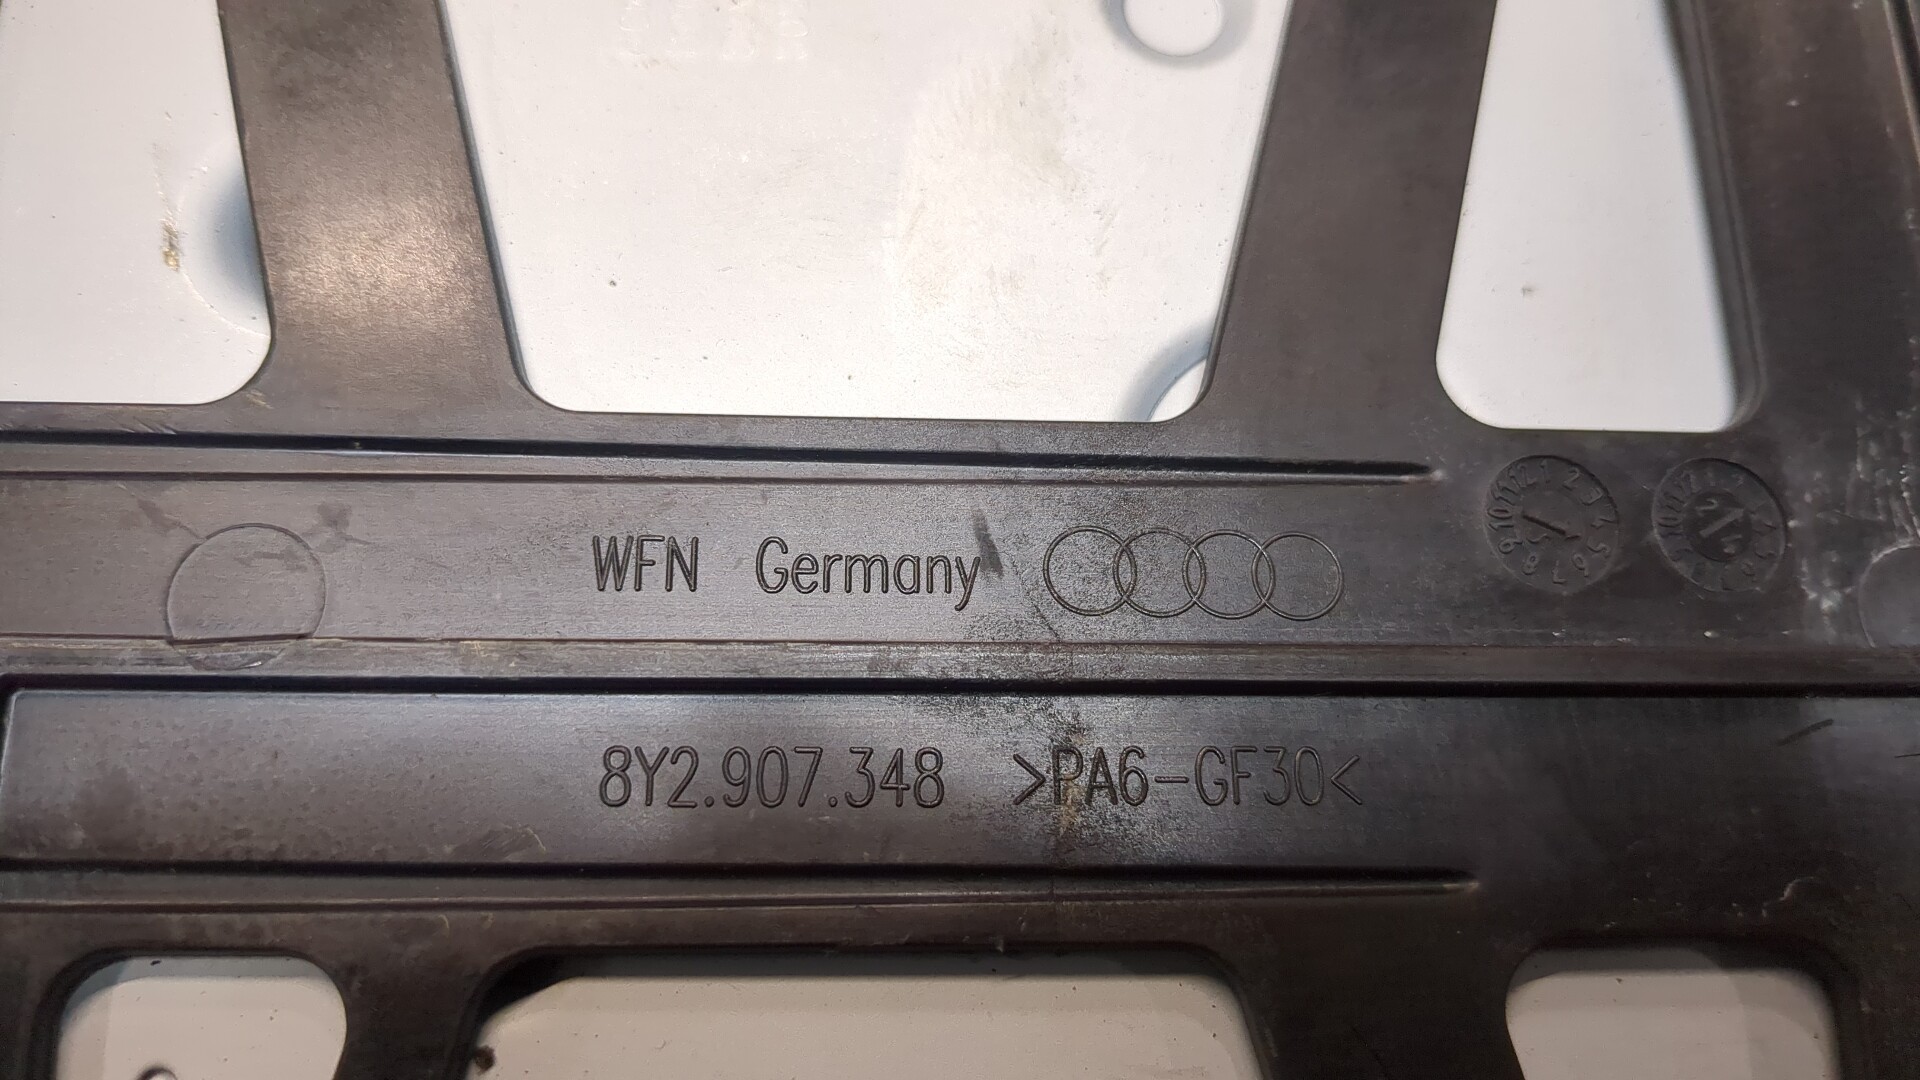 WFN Germany
8Y2.907.348 >PA6-GF30<